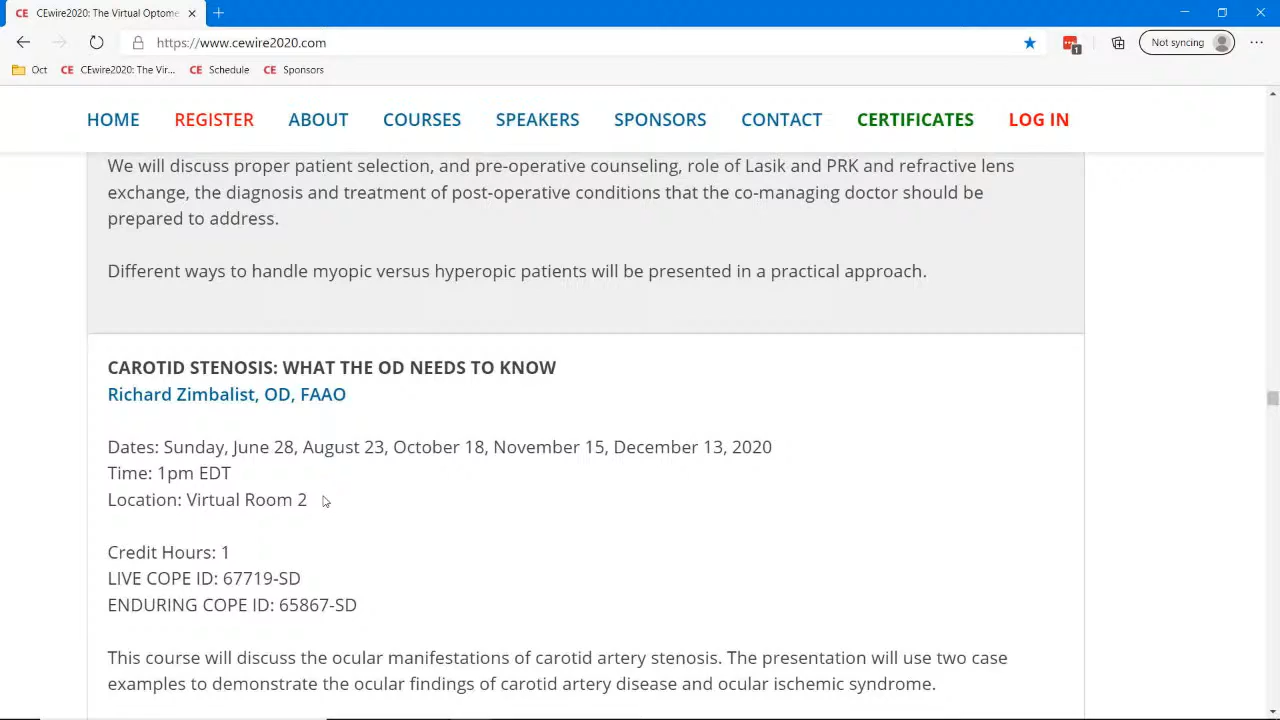 CE CEwire2020: The Virtual Optome
https://www.cewire2020.com
1
Not syncing
Oct CE CEwire2020: The Vir... CE Schedule CE Sponsors
HOME REGISTER ABOUT COURSES SPEAKERS SPONSORS CONTACT CERTIFICATES LOG IN
We will discuss proper patient selection, and pre-operative counseling, role of Lasik and PRK and refractive lens
exchange, the diagnosis and treatment of post-operative conditions that the co-managing doctor should be
prepared to address.
Different ways to handle myopic versus hyperopic patients will be presented in a practical approach.
CAROTID STENOSIS: WHAT THE OD NEEDS TO KNOW
Richard Zimbalist, OD, FAAO
Dates: Sunday, June 28, August 23, October 18, November 15, December 13, 2020
Time: 1pm EDT
Location: Virtual Room 2
Credit Hours: 1
LIVE COPE ID: 67719-SD
ENDURING COPE ID: 65867-SD
This course will discuss the ocular manifestations of carotid artery stenosis. The presentation will use two case
examples to demonstrate the ocular findings of carotid artery disease and ocular ischemic syndrome.